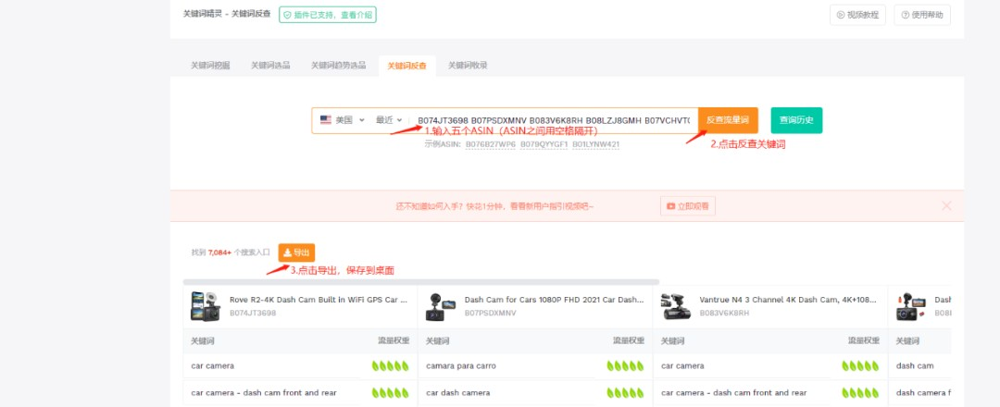 关键词精灵 - 关键词反查 插件已支持，查看介绍 视频教程 使用帮助
关键词挖掘 关键词选品 关键词趋势选品 关键词反查 关键词收录
美国 最近 B074JT3698 B07PSDXMNV B083V6K8RH B08LZJ8GMH B07VCHVT 反查流量词 查询历史
1.输入五个ASIN（ASIN之间用空格隔开）
2.点击反查关键词
示例ASIN: B076B27WP6 B07BQYYGF1 B01LYNW421
还不知道如何入手？快花1分钟，看看新用户指引视频吧~ 立即观看
找到 7,084+ 个搜索入口 导出
3.点击导出，保存到桌面
Rove R2-4K Dash Cam Built in WiFi GPS Car ... Dash Cam for Cars 1080P FHD 2021 Car Dash... Vantrue N4 3 Channel 4K Dash Cam, 4K+108... Dash
B074JT3698 B07PSDXMNV B083V6K8RH B08
关键词 流量权重 关键词 流量权重 关键词 流量权重 关键词
car camera camara para carro car camera dash cam
car camera - dash cam front and rear car dash camera car camera - dash cam front and rear dash camera f